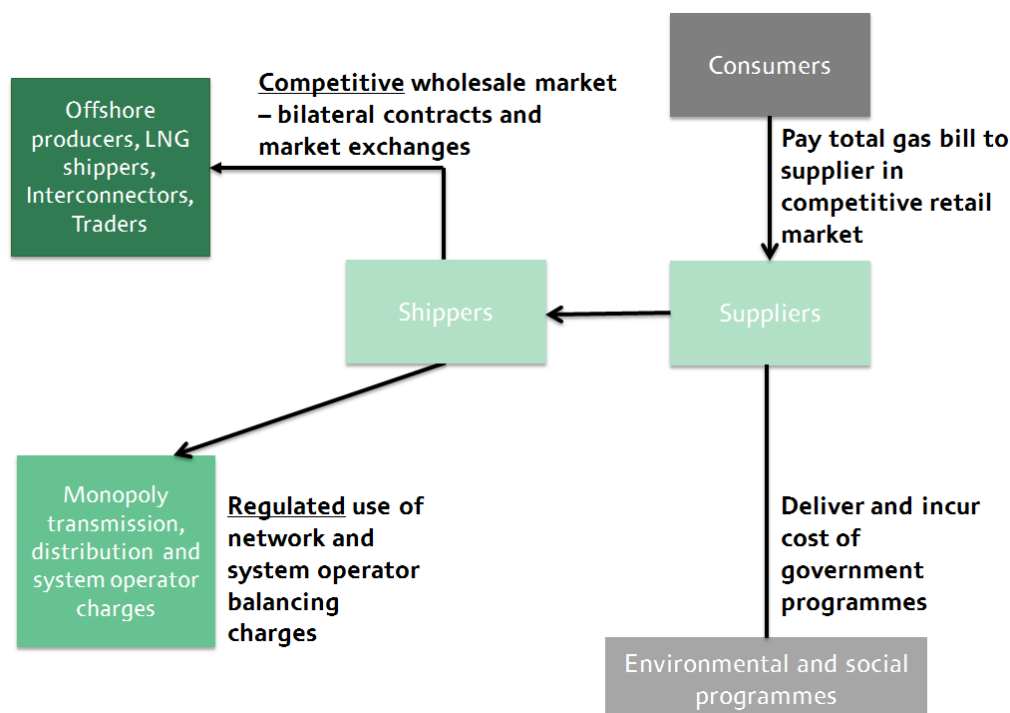 Consumers
Competitive wholesale market
– bilateral contracts and
market exchanges
Offshore
producers, LNG
shippers,
Interconnectors,
Traders
Pay total gas bill to
supplier in
competitive retail
market
Shippers
Suppliers
Monopoly
transmission,
distribution and
system operator
charges
Regulated use of
network and
system operator
balancing
charges
Deliver and incur
cost of
government
programmes
Environmental and social
programmes